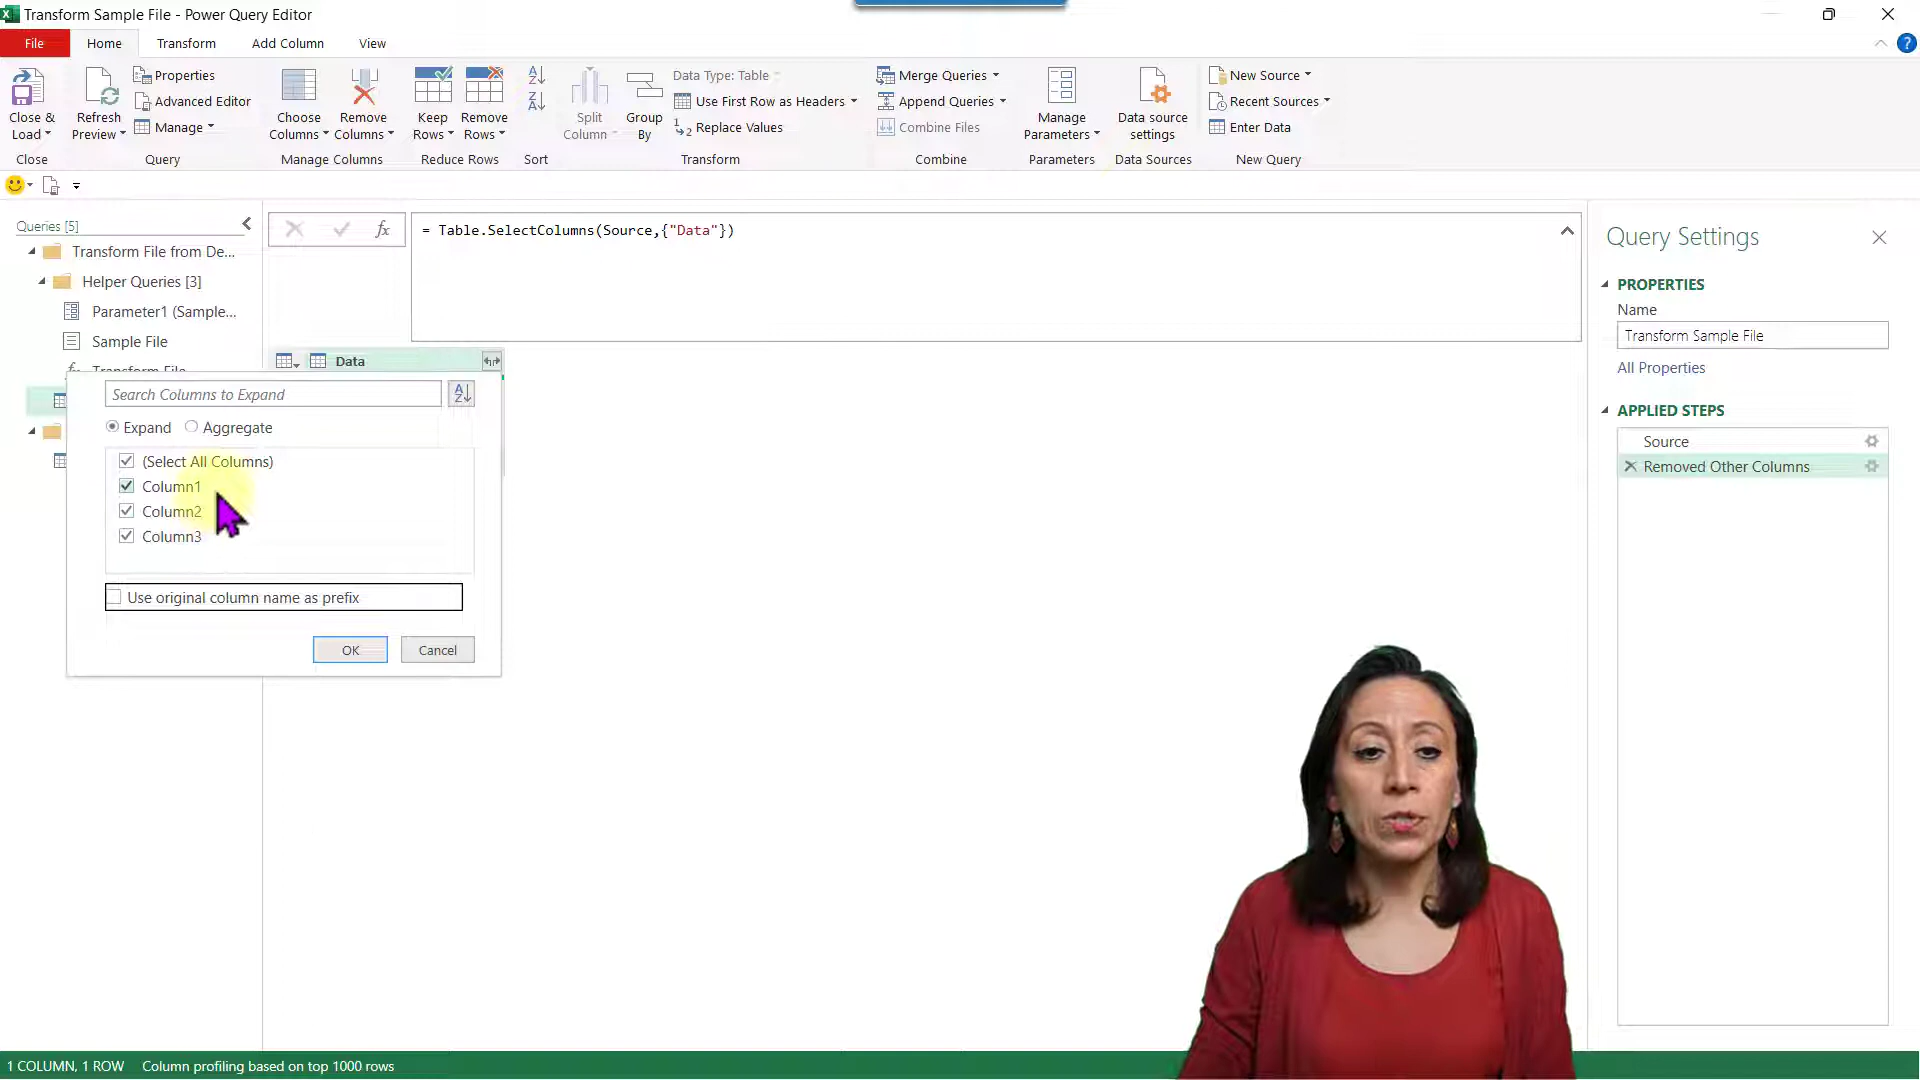 Transform Sample File - Power Query Editor
File
Home
Transform
Add Column
View
Close & Load
Close
Refresh Preview
Properties
Advanced Editor
Manage
Query
Choose Columns
Remove Columns
Manage Columns
Keep Rows
Remove Rows
Reduce Rows
Sort
Split Column
Group By
Data Type: Table
Use First Row as Headers
Replace Values
Transform
Merge Queries
Append Queries
Combine Files
Combine
Manage Parameters
Parameters
Data source settings
Data Sources
New Source
Recent Sources
Enter Data
New Query
Queries [5]
Transform File from De...
Helper Queries [3]
Parameter1 (Sample...
Sample File
Transform File
= Table.SelectColumns(Source,{"Data"})
Data
Search Columns to Expand
Expand
Aggregate
(Select All Columns)
Column1
Column2
Column3
Use original column name as prefix
OK
Cancel
Query Settings
PROPERTIES
Name
Transform Sample File
All Properties
APPLIED STEPS
Source
Removed Other Columns
1 COLUMN, 1 ROW
Column profiling based on top 1000 rows